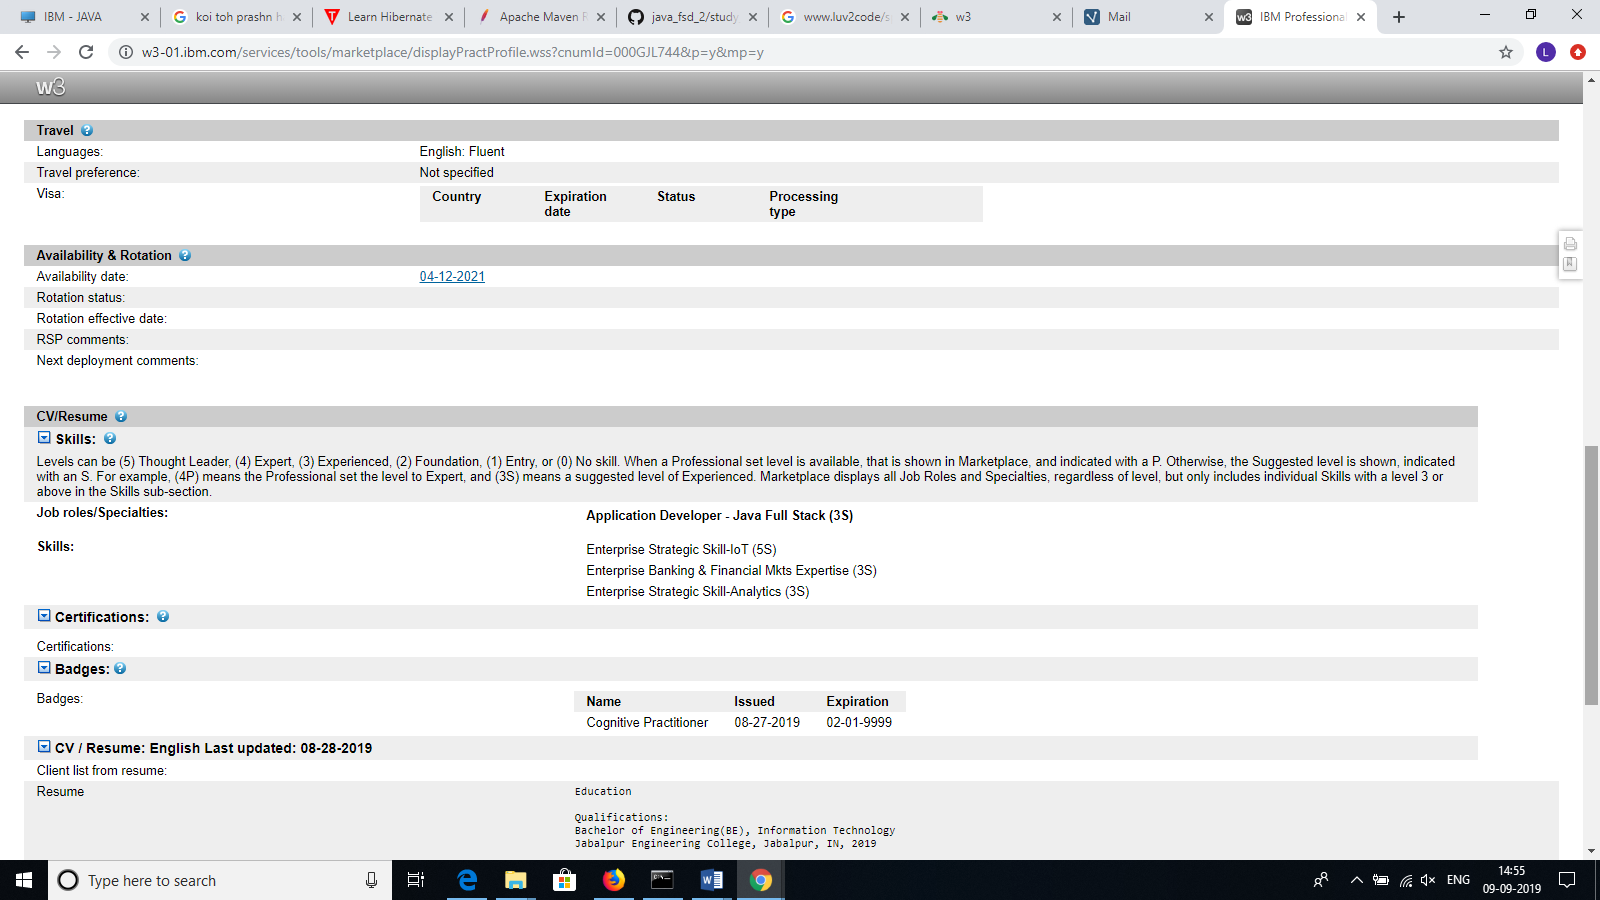 IBM - JAVA
koi toh prashn h
Learn Hibernate
Apache Maven
java_fsd_2/study
www.luv2code/s
w3
Mail
IBM Professional
w3-01.ibm.com/services/tools/marketplace/displayPractProfile.wss?cnumId=000GJL744&p=y&mp=y
L
w3
Travel ?
Languages: English: Fluent
Travel preference: Not specified
Visa: Country Expiration date Status Processing type
Availability & Rotation ?
Availability date: 04-12-2021
Rotation status:
Rotation effective date:
RSP comments:
Next deployment comments:
CV/Resume ?
Skills: ?
Levels can be (5) Thought Leader, (4) Expert, (3) Experienced, (2) Foundation, (1) Entry, or (0) No skill. When a Professional set level is available, that is shown in Marketplace, and indicated with a P. Otherwise, the Suggested level is shown, indicated
with an S. For example, (4P) means the Professional set the level to Expert, and (3S) means a suggested level of Experienced. Marketplace displays all Job Roles and Specialties, regardless of level, but only includes individual Skills with a level 3 or
above in the Skills sub-section.
Job roles/Specialties: Application Developer - Java Full Stack (3S)
Skills: Enterprise Strategic Skill-IoT (5S)
Enterprise Banking & Financial Mkts Expertise (3S)
Enterprise Strategic Skill-Analytics (3S)
Certifications: ?
Certifications:
Badges: ?
Badges: Name Issued Expiration
Cognitive Practitioner 08-27-2019 02-01-9999
CV / Resume: English Last updated: 08-28-2019
Client list from resume:
Resume Education
Qualifications:
Bachelor of Engineering(BE), Information Technology
Jabalpur Engineering College, Jabalpur, IN, 2019
Type here to search
ENG
14:55
09-09-2019